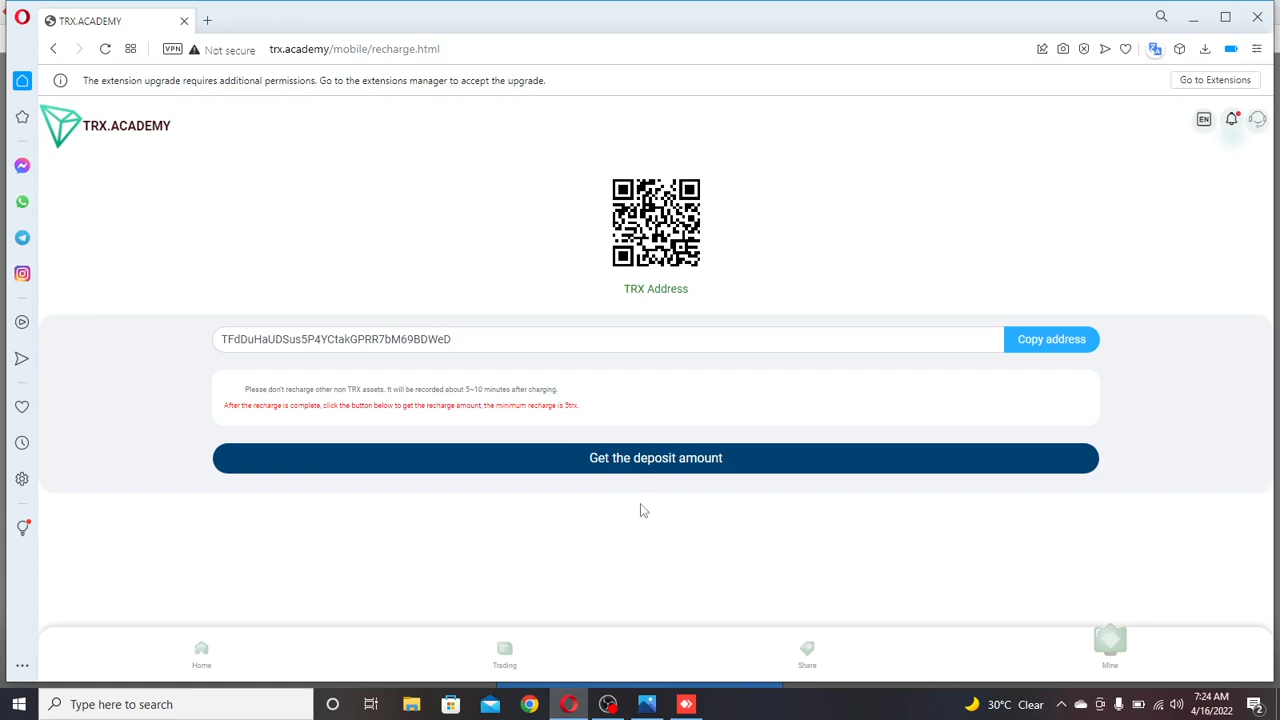 TRX.ACADEMY
VPN
Not secure
trx.academy/mobile/recharge.html
The extension upgrade requires additional permissions. Go to the extensions manager to accept the upgrade.
Go to Extensions
TRX.ACADEMY
EN
TRX Address
TFdDuHaUDSus5P4YCtakGPRR7bM69BDWeD
Copy address
Please don't recharge other non TRX assets. It will be recorded about 5~10 minutes after charging.
After the recharge is complete, click the button below to get the recharge amount, the minimum recharge is 5trx.
Get the deposit amount
Home
Trading
Share
Mine
Type here to search
30°C Clear
7:24 AM
4/16/2022
2